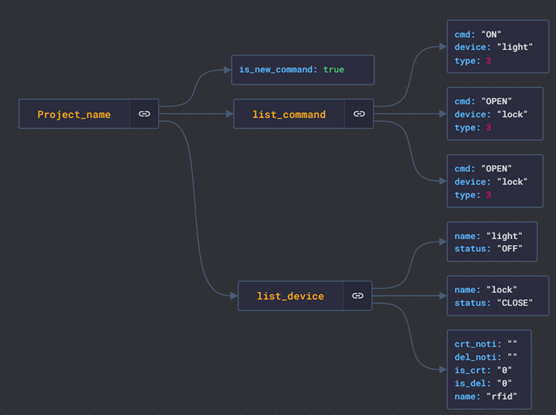 cmd: "ON"
device: "light"
type: 3
is_new_command: true
Project_name
list_command
cmd: "OPEN"
device: "lock"
type: 3
cmd: "OPEN"
device: "lock"
type: 3
name: "light"
status: "OFF"
list_device
name: "lock"
status: "CLOSE"
crt_noti: ""
del_noti: ""
is_crt: "0"
is_del: "0"
name: "rfid"